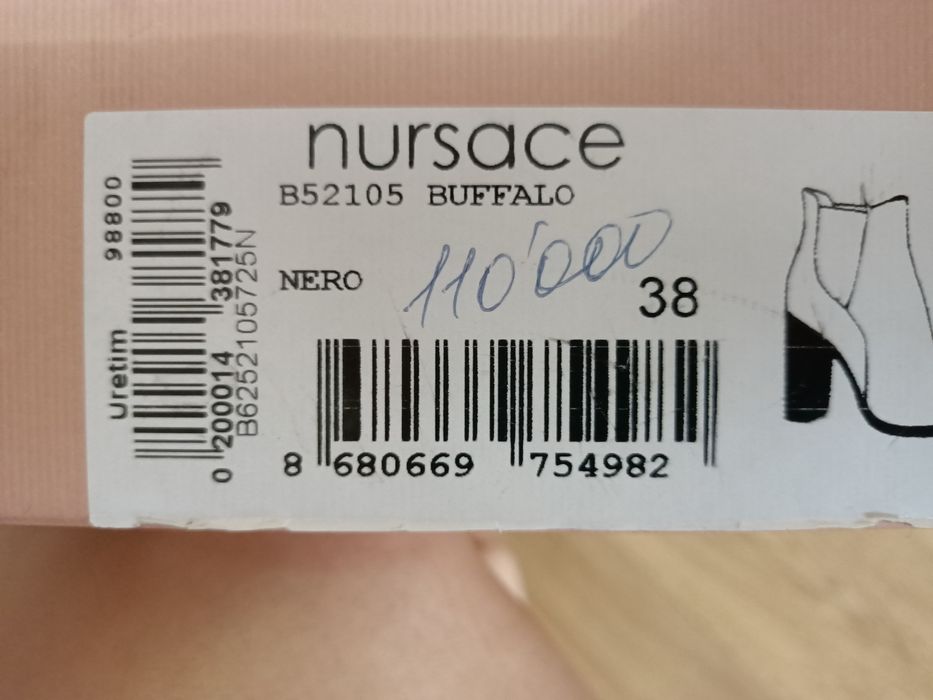 nursace
B52105 BUFFALO
NERO
110'000
38
8 680669 754982
Uretim 98800
0 200014 381779
B6252105725N